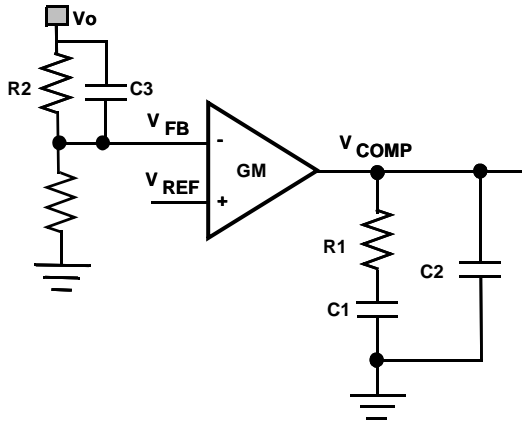 Vo
R2
C3
V FB
GM
V COMP
-
V REF
+
R1
C2
C1